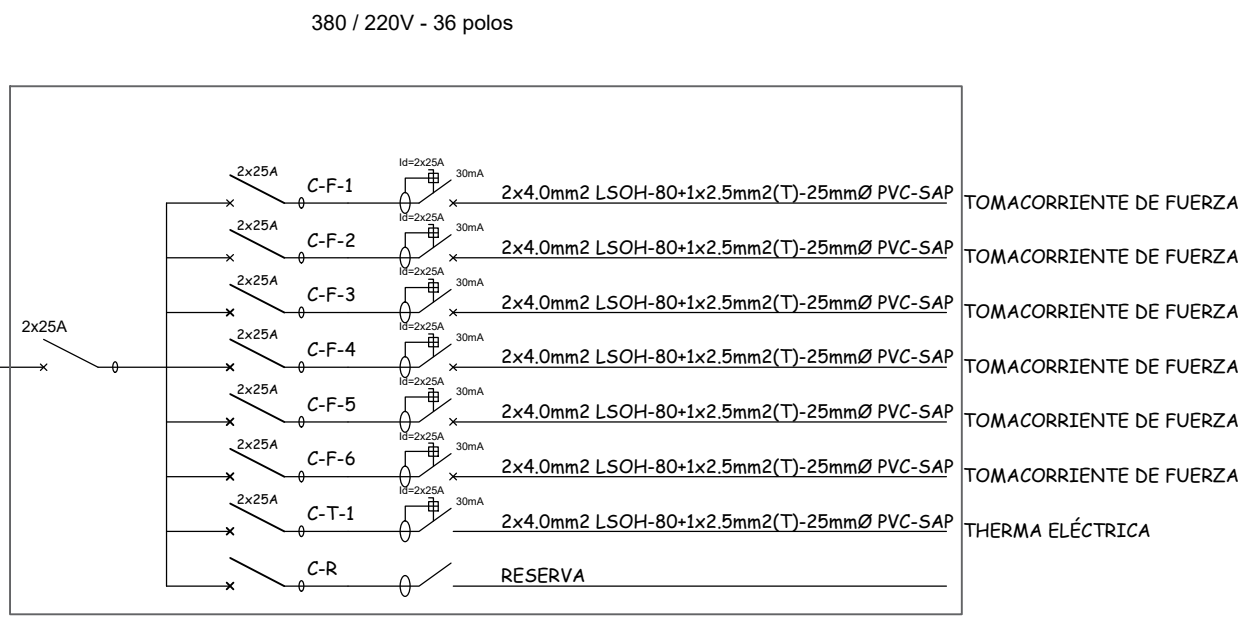 380 / 220V - 36 polos
2x25A
2x25A C-F-1 Id=2x25A 30mA 2x4.0mm2 LSOH-80+1x2.5mm2(T)-25mmØ PVC-SAP TOMACORRIENTE DE FUERZA
2x25A C-F-2 Id=2x25A 30mA 2x4.0mm2 LSOH-80+1x2.5mm2(T)-25mmØ PVC-SAP TOMACORRIENTE DE FUERZA
2x25A C-F-3 Id=2x25A 30mA 2x4.0mm2 LSOH-80+1x2.5mm2(T)-25mmØ PVC-SAP TOMACORRIENTE DE FUERZA
2x25A C-F-4 Id=2x25A 30mA 2x4.0mm2 LSOH-80+1x2.5mm2(T)-25mmØ PVC-SAP TOMACORRIENTE DE FUERZA
2x25A C-F-5 Id=2x25A 30mA 2x4.0mm2 LSOH-80+1x2.5mm2(T)-25mmØ PVC-SAP TOMACORRIENTE DE FUERZA
2x25A C-F-6 Id=2x25A 30mA 2x4.0mm2 LSOH-80+1x2.5mm2(T)-25mmØ PVC-SAP TOMACORRIENTE DE FUERZA
2x25A C-T-1 Id=2x25A 30mA 2x4.0mm2 LSOH-80+1x2.5mm2(T)-25mmØ PVC-SAP THERMA ELÉCTRICA
C-R RESERVA